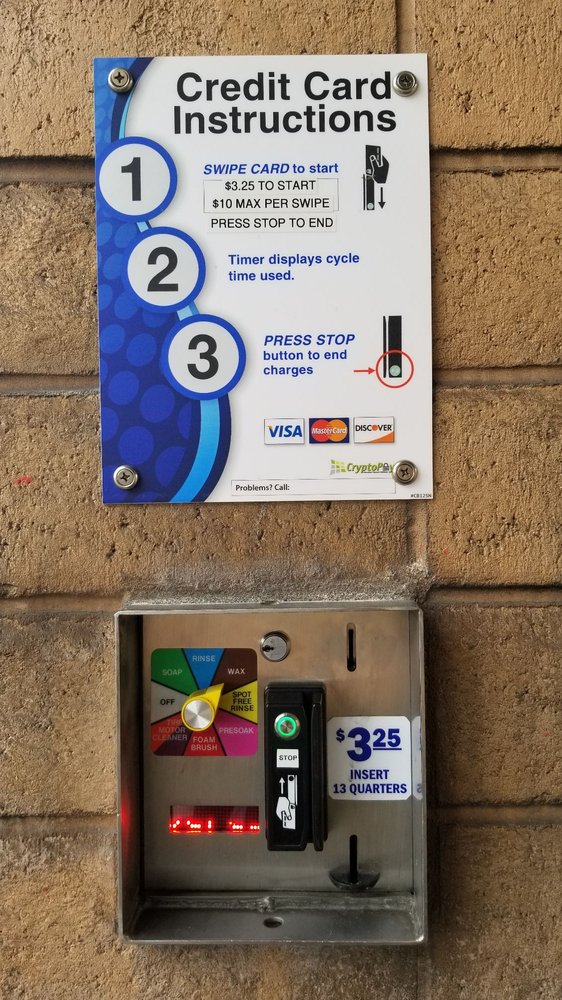 Credit Card
Instructions
1
SWIPE CARD to start
$3.25 TO START
$10 MAX PER SWIPE
PRESS STOP TO END
2
Timer displays cycle
time used.
3
PRESS STOP
button to end
charges
VISA MasterCard DISCOVER
CryptoPay
Problems? Call:
#CB125N
RINSE
SOAP
WAX
OFF
SPOT
FREE
RINSE
TIRE
MOTOR
CLEANER
PRESOAK
FOAM
BRUSH
STOP
$3.25
INSERT
13 QUARTERS